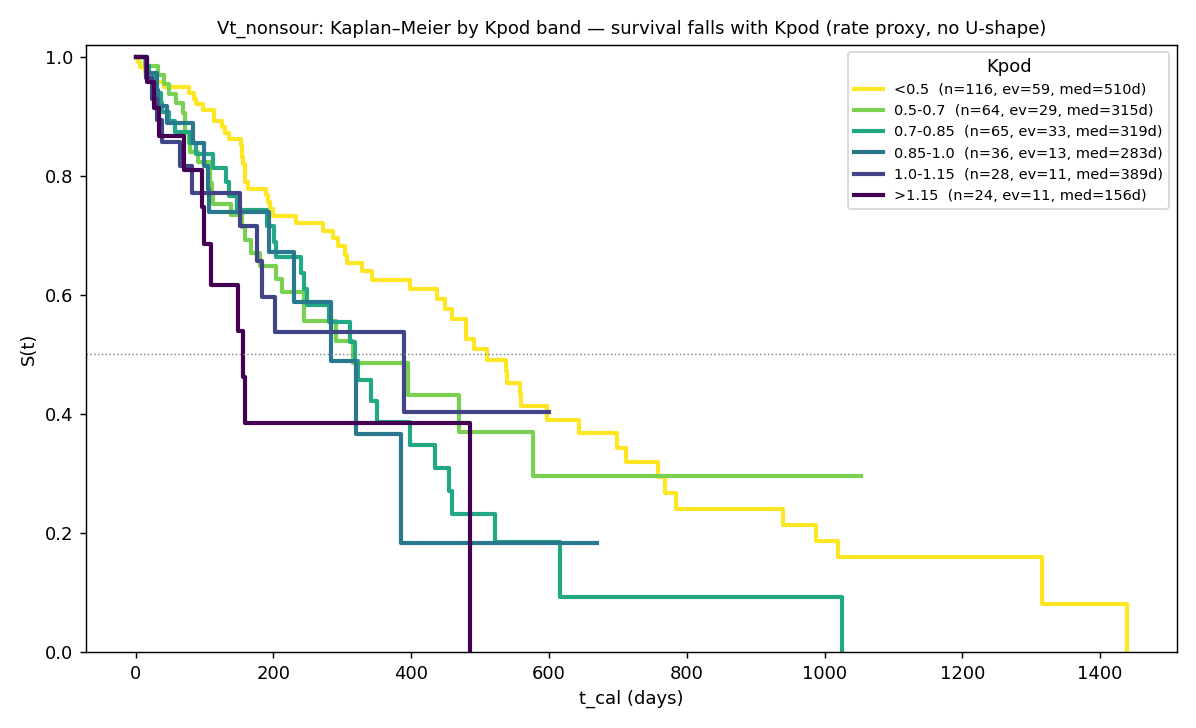 Vt_nonsour: Kaplan–Meier by Kpod band — survival falls with Kpod (rate proxy, no U-shape)
Kpod
<0.5 (n=116, ev=59, med=510d)
0.5-0.7 (n=64, ev=29, med=315d)
0.7-0.85 (n=65, ev=33, med=319d)
0.85-1.0 (n=36, ev=13, med=283d)
1.0-1.15 (n=28, ev=11, med=389d)
>1.15 (n=24, ev=11, med=156d)
S(t)
1.0
0.8
0.6
0.4
0.2
0.0
0
200
400
600
800
1000
1200
1400
t_cal (days)